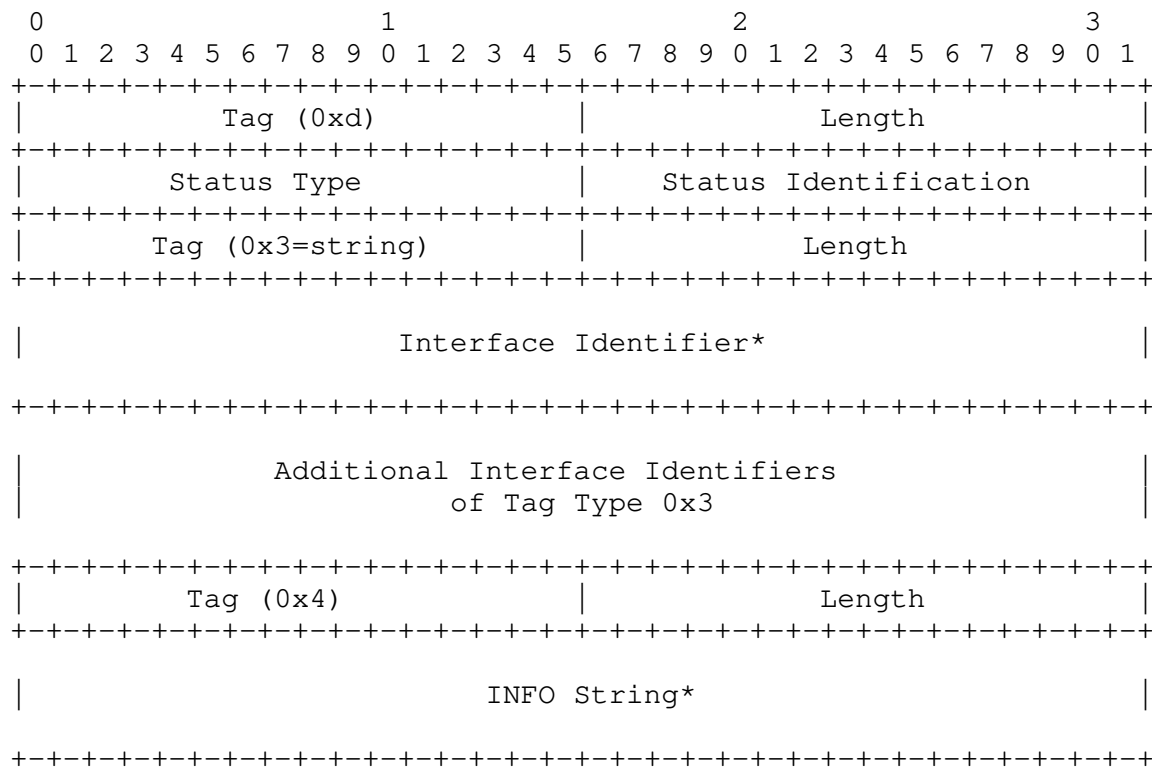 0                   1                   2                   3
 0 1 2 3 4 5 6 7 8 9 0 1 2 3 4 5 6 7 8 9 0 1 2 3 4 5 6 7 8 9 0 1
+-+-+-+-+-+-+-+-+-+-+-+-+-+-+-+-+-+-+-+-+-+-+-+-+-+-+-+-+-+-+-+-+
|           Tag (0xd)           |             Length            |
+-+-+-+-+-+-+-+-+-+-+-+-+-+-+-+-+-+-+-+-+-+-+-+-+-+-+-+-+-+-+-+-+
|        Status Type            |    Status Identification      |
+-+-+-+-+-+-+-+-+-+-+-+-+-+-+-+-+-+-+-+-+-+-+-+-+-+-+-+-+-+-+-+-+
|       Tag (0x3=string)        |            Length             |
+-+-+-+-+-+-+-+-+-+-+-+-+-+-+-+-+-+-+-+-+-+-+-+-+-+-+-+-+-+-+-+-+
|                     Interface Identifier*                     |
+-+-+-+-+-+-+-+-+-+-+-+-+-+-+-+-+-+-+-+-+-+-+-+-+-+-+-+-+-+-+-+-+
|              Additional Interface Identifiers                 |
|                        of Tag Type 0x3                        |
+-+-+-+-+-+-+-+-+-+-+-+-+-+-+-+-+-+-+-+-+-+-+-+-+-+-+-+-+-+-+-+-+
|         Tag (0x4)             |             Length            |
+-+-+-+-+-+-+-+-+-+-+-+-+-+-+-+-+-+-+-+-+-+-+-+-+-+-+-+-+-+-+-+-+
|                          INFO String*                         |
+-+-+-+-+-+-+-+-+-+-+-+-+-+-+-+-+-+-+-+-+-+-+-+-+-+-+-+-+-+-+-+-+